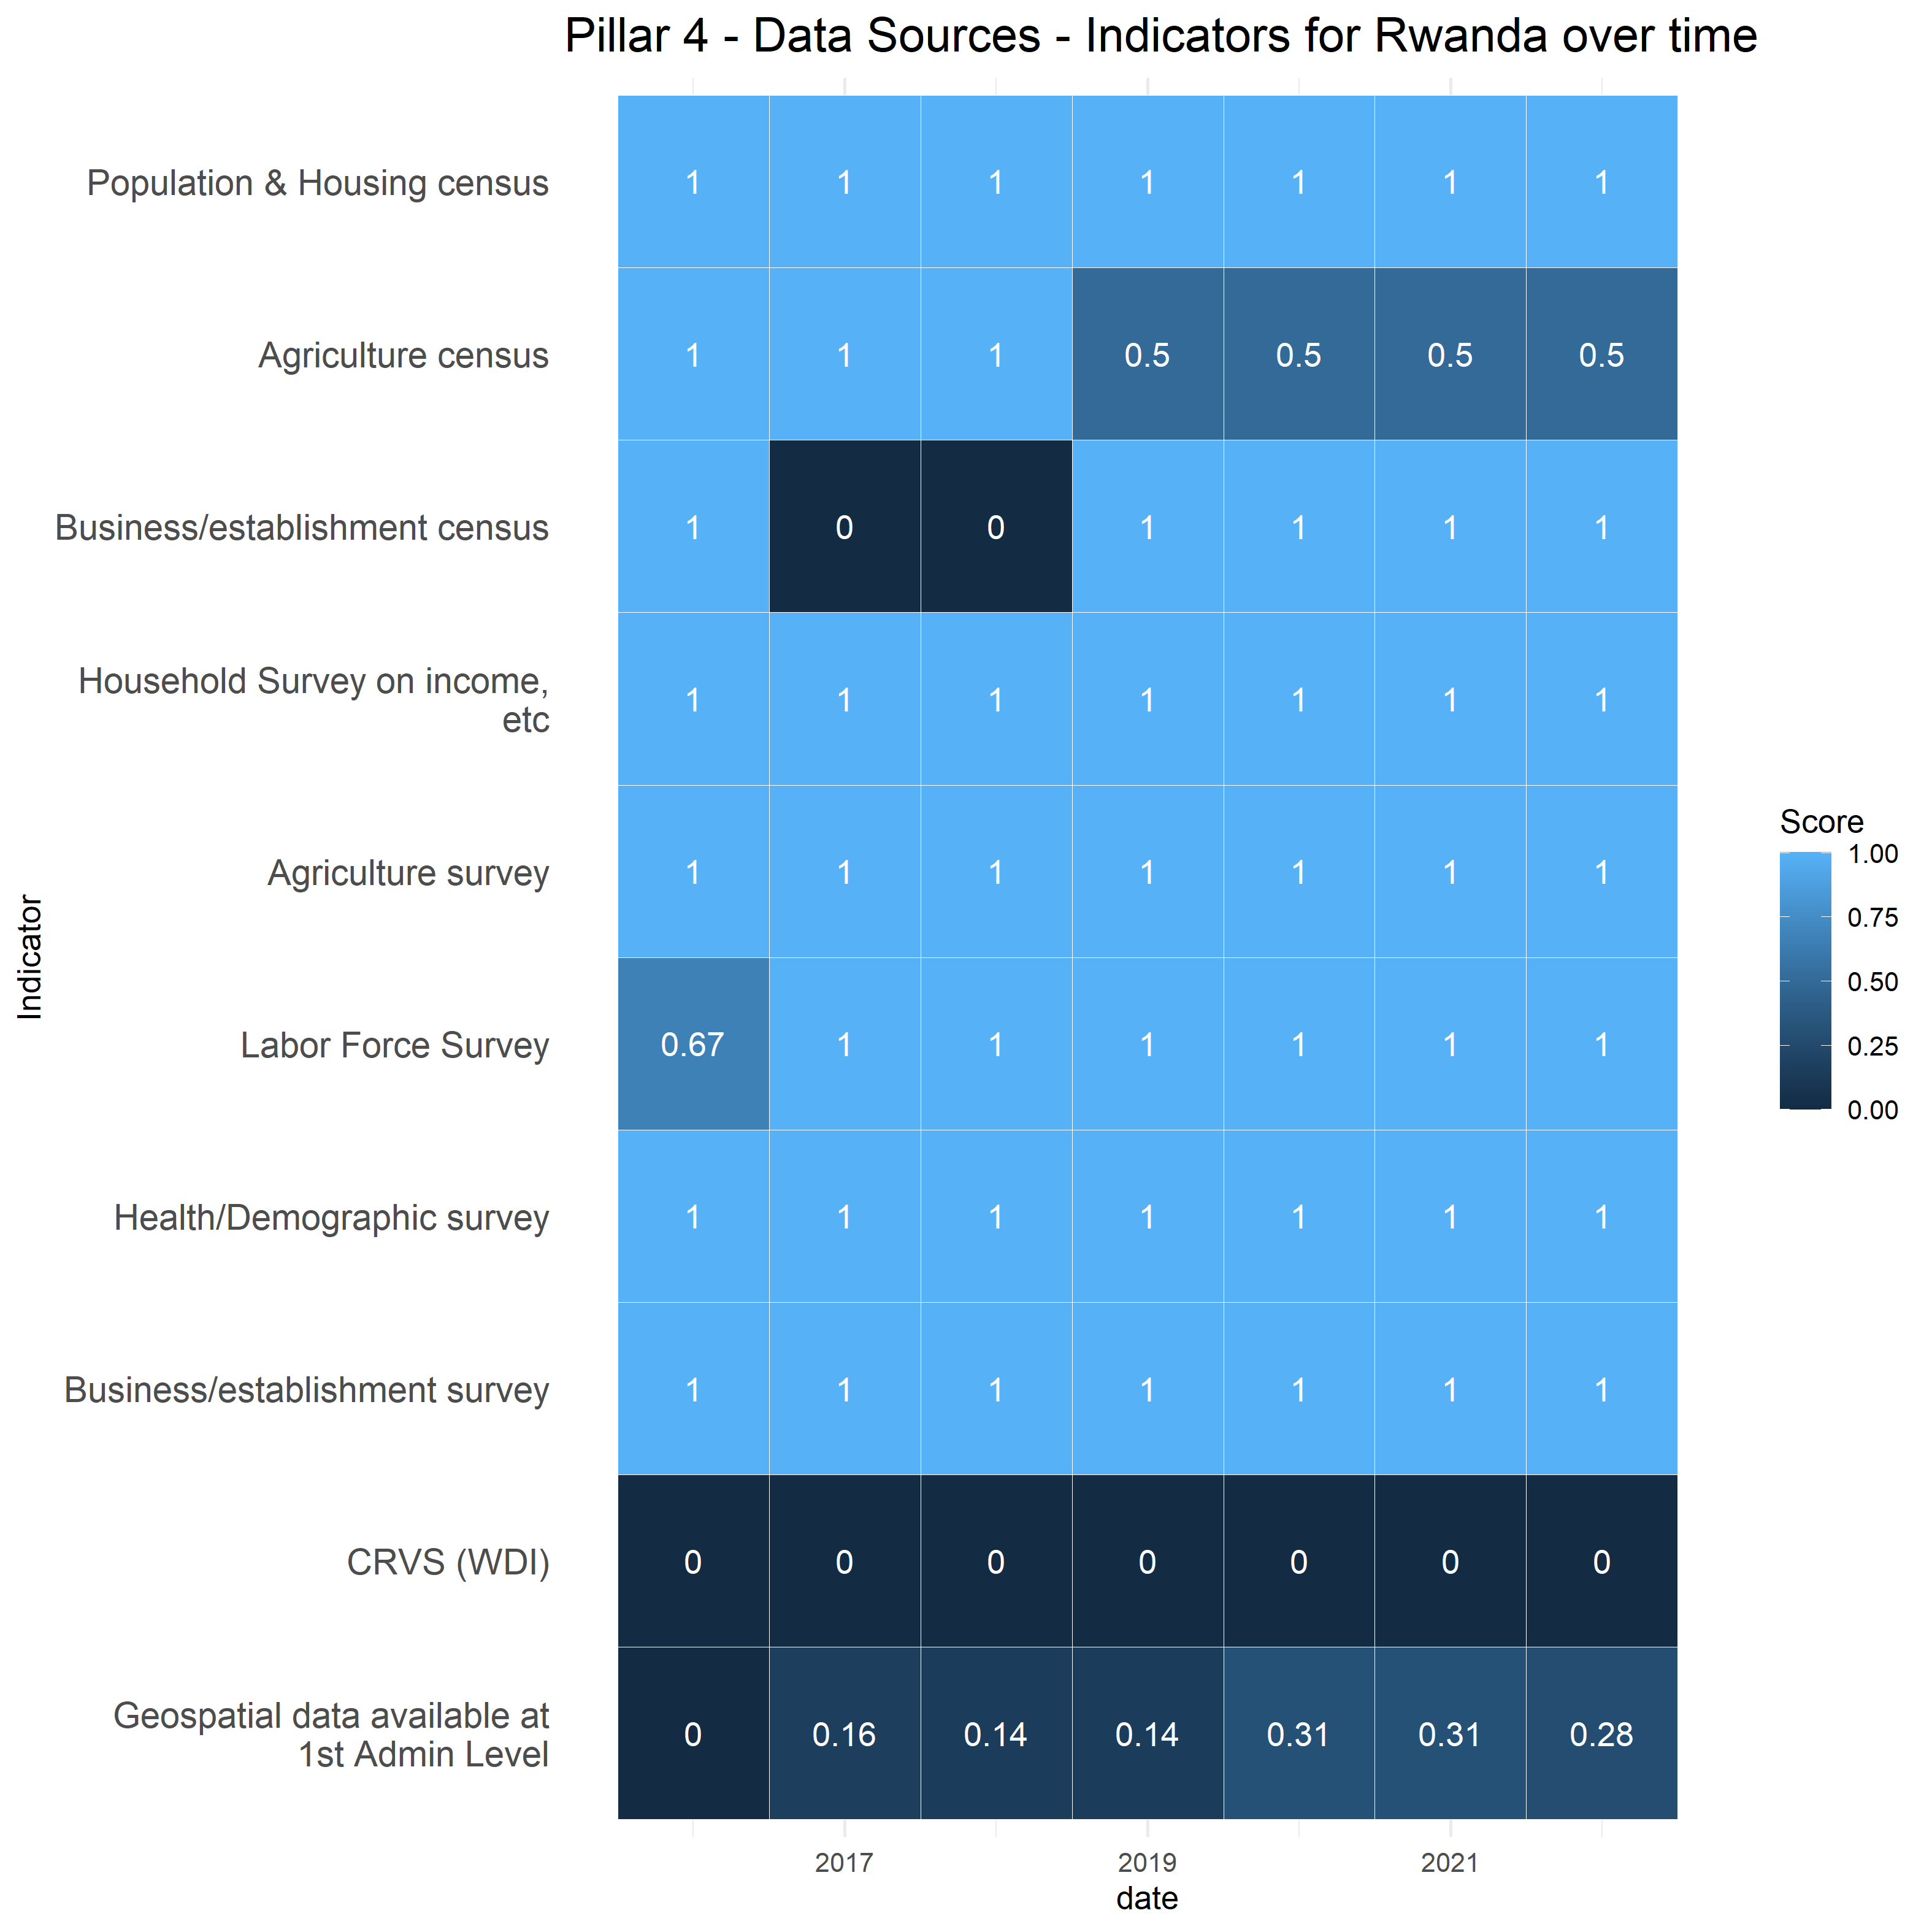 Pillar 4 - Data Sources - Indicators for Rwanda over time
Indicator
Population & Housing census
1 1 1 1 1 1 1
Agriculture census
1 1 1 0.5 0.5 0.5 0.5
Business/establishment census
1 0 0 1 1 1 1
Household Survey on income,
etc
1 1 1 1 1 1 1
Agriculture survey
1 1 1 1 1 1 1
Labor Force Survey
0.67 1 1 1 1 1 1
Health/Demographic survey
1 1 1 1 1 1 1
Business/establishment survey
1 1 1 1 1 1 1
CRVS (WDI)
0 0 0 0 0 0 0
Geospatial data available at
1st Admin Level
0 0.16 0.14 0.14 0.31 0.31 0.28
2017 2019 2021
date
Score
1.00
0.75
0.50
0.25
0.00